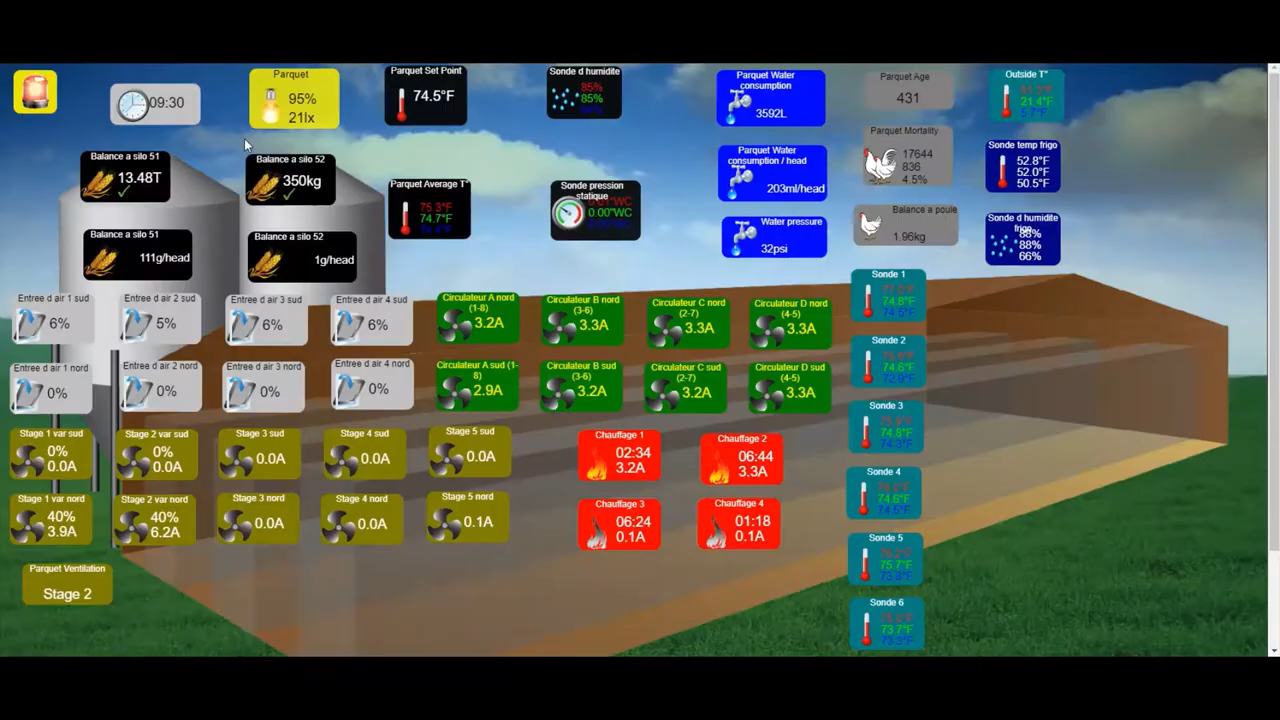 09:30
Parquet
95%
21lx
Parquet Set Point
74.5°F
Sonde d humidite
85%
85%
Parquet Water
consumption
3592L
Parquet Age
431
Outside T°
21.4°F
Balance a silo 51
13.48T
Balance a silo 52
350kg
Parquet Average T°
75.3°F
74.7°F
Sonde pression
statique
0.00"WC
Parquet Water
consumption / head
203ml/head
Parquet Mortality
17644
836
4.5%
Sonde temp frigo
52.8°F
52.0°F
50.5°F
Balance a silo 51
111g/head
Balance a silo 52
1g/head
Water pressure
32psi
Balance a poule
1.96kg
Sonde d humidite
frigo
88%
88%
66%
Entree d air 1 sud
6%
Entree d air 2 sud
5%
Entree d air 3 sud
6%
Entree d air 4 sud
6%
Circulateur A nord
(1-8)
3.2A
Circulateur B nord
(3-6)
3.3A
Circulateur C nord
(2-7)
3.3A
Circulateur D nord
(4-5)
3.3A
Sonde 1
74.8°F
74.5°F
Entree d air 1 nord
0%
Entree d air 2 nord
0%
Entree d air 3 nord
0%
Entree d air 4 nord
0%
Circulateur A sud (1-
8)
2.9A
Circulateur B sud
(3-6)
3.2A
Circulateur C sud
(2-7)
3.2A
Circulateur D sud
(4-5)
3.3A
Sonde 2
74.6°F
72.9°F
Stage 1 var sud
0%
0.0A
Stage 2 var sud
0%
0.0A
Stage 3 sud
0.0A
Stage 4 sud
0.0A
Stage 5 sud
0.0A
Chauffage 1
02:34
3.2A
Chauffage 2
06:44
3.3A
Sonde 3
74.8°F
74.3°F
Stage 1 var nord
40%
3.9A
Stage 2 var nord
40%
6.2A
Stage 3 nord
0.0A
Stage 4 nord
0.0A
Stage 5 nord
0.1A
Chauffage 3
06:24
0.1A
Chauffage 4
01:18
0.1A
Sonde 4
74.6°F
74.5°F
Parquet Ventilation
Stage 2
Sonde 5
75.7°F
Sonde 6
73.7°F